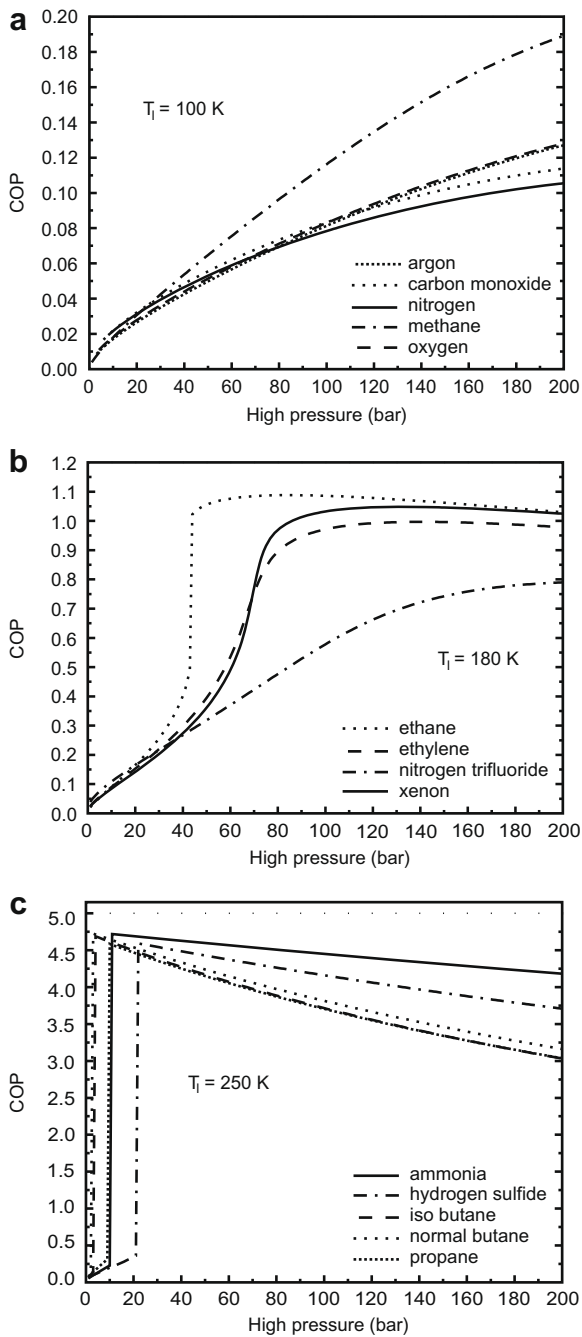 a
0.20
0.18
0.16
0.14
0.12
0.10
0.08
0.06
0.04
0.02
0.00
COP
T_l = 100 K
argon
carbon monoxide
nitrogen
methane
oxygen
0 20 40 60 80 100 120 140 160 180 200
High pressure (bar)
b
1.2
1.1
1.0
0.9
0.8
0.7
0.6
0.5
0.4
0.3
0.2
0.1
0.0
COP
T_l = 180 K
ethane
ethylene
nitrogen trifluoride
xenon
0 20 40 60 80 100 120 140 160 180 200
High pressure (bar)
c
5.0
4.5
4.0
3.5
3.0
2.5
2.0
1.5
1.0
0.5
0.0
COP
T_l = 250 K
ammonia
hydrogen sulfide
iso butane
normal butane
propane
0 20 40 60 80 100 120 140 160 180 200
High pressure (bar)